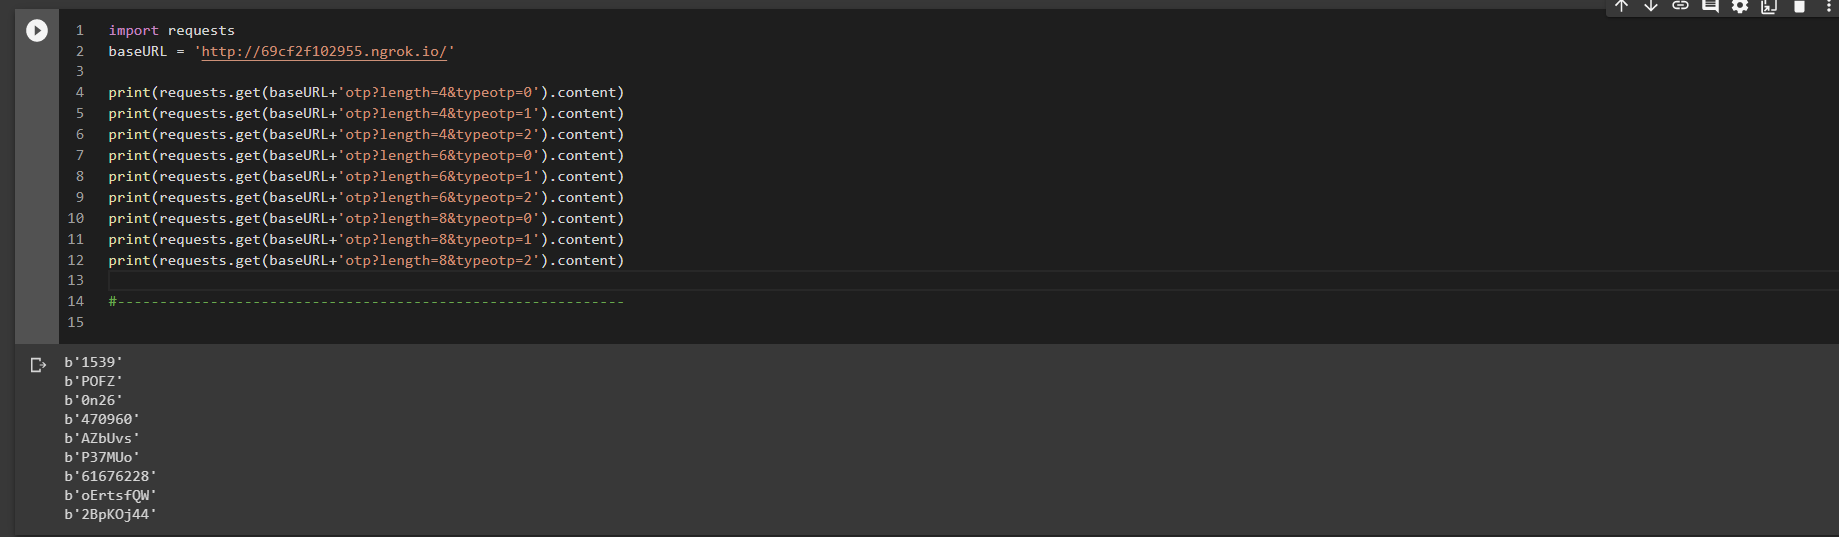 1 import requests
2 baseURL = 'http://69cf2f102955.ngrok.io/'
3
4 print(requests.get(baseURL+'otp?length=4&typeotp=0').content)
5 print(requests.get(baseURL+'otp?length=4&typeotp=1').content)
6 print(requests.get(baseURL+'otp?length=4&typeotp=2').content)
7 print(requests.get(baseURL+'otp?length=6&typeotp=0').content)
8 print(requests.get(baseURL+'otp?length=6&typeotp=1').content)
9 print(requests.get(baseURL+'otp?length=6&typeotp=2').content)
10 print(requests.get(baseURL+'otp?length=8&typeotp=0').content)
11 print(requests.get(baseURL+'otp?length=8&typeotp=1').content)
12 print(requests.get(baseURL+'otp?length=8&typeotp=2').content)
13
14 #------------------------------------------------------------
15
b'1539'
b'POFZ'
b'0n26'
b'470960'
b'AZbUvs'
b'P37MUo'
b'61676228'
b'oErtsfQW'
b'2BpKOj44'